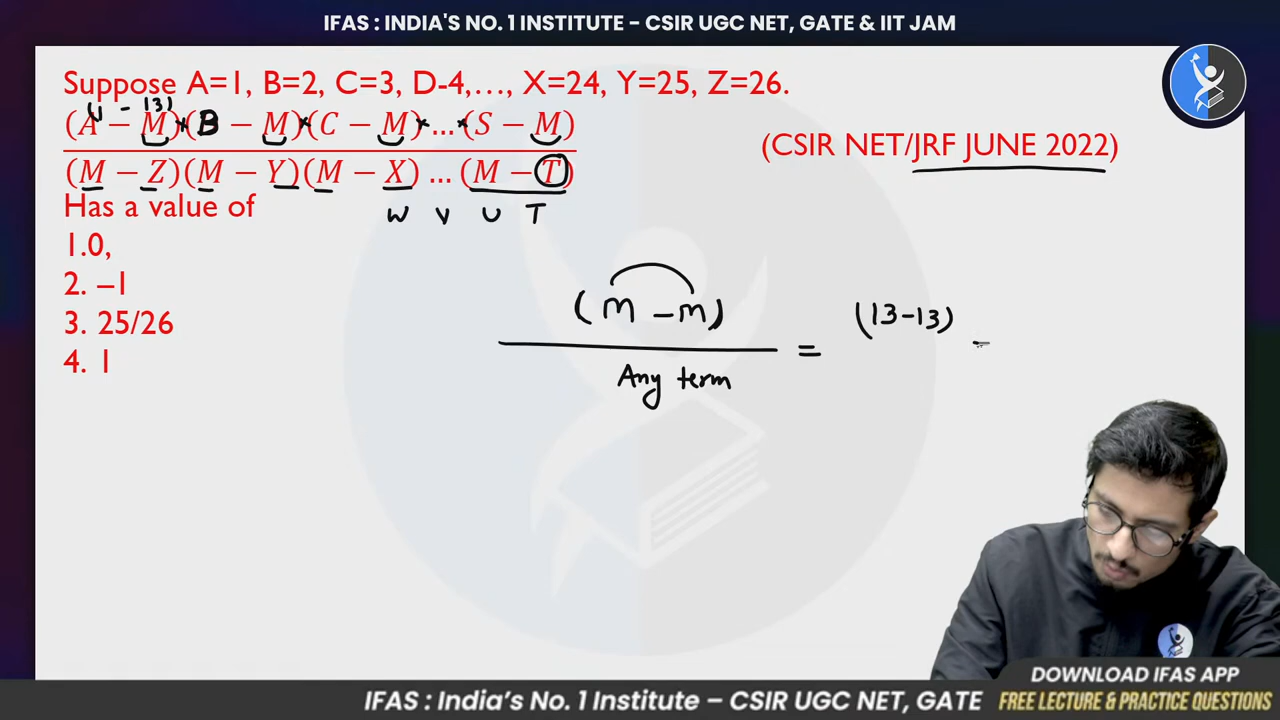 IFAS : INDIA'S NO. 1 INSTITUTE – CSIR UGC NET, GATE & IIT JAM
Suppose A=1, B=2, C=3, D-4,…, X=24, Y=25, Z=26.
(1 - 13)
(A − M)*(B − M)*(C − M)*…*(S − M)
(CSIR NET/JRF JUNE 2022)
(M − Z)(M − Y)(M − X) … (M − T)
Has a value of
W V U T
1.0,
2. –1
3. 25/26
4. 1
(m – m)
Any term
=
(13-13)
DOWNLOAD IFAS APP
IFAS : India's No. 1 Institute – CSIR UGC NET, GATE
FREE LECTURE & PRACTICE QUESTIONS